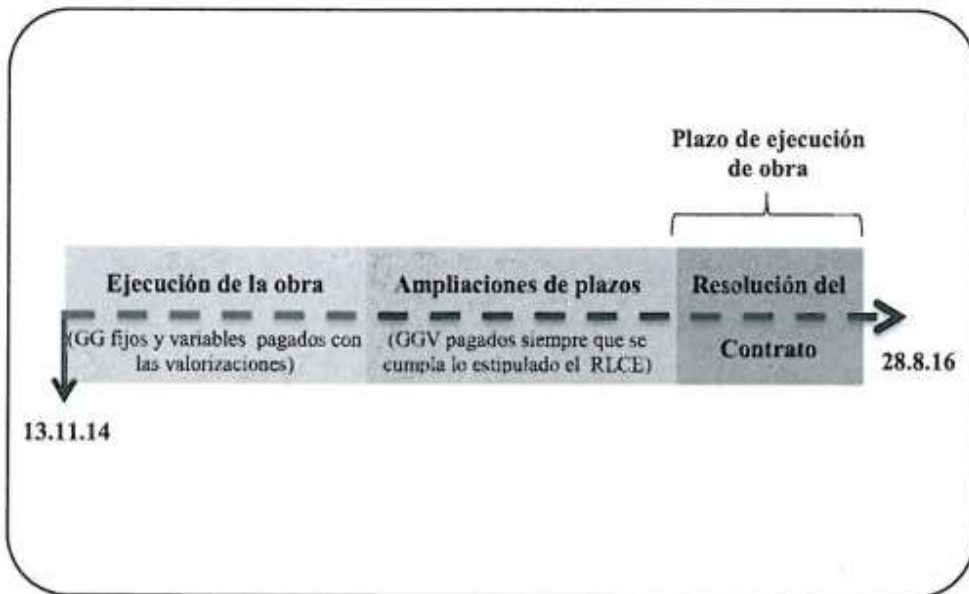 Plazo de ejecución
de obra
Ejecución de la obra
(GG fijos y variables pagados con
las valorizaciones)
Ampliaciones de plazos
(GGV pagados siempre que se
cumpla lo estipulado el RLCE)
Resolución del
Contrato
28.8.16
13.11.14